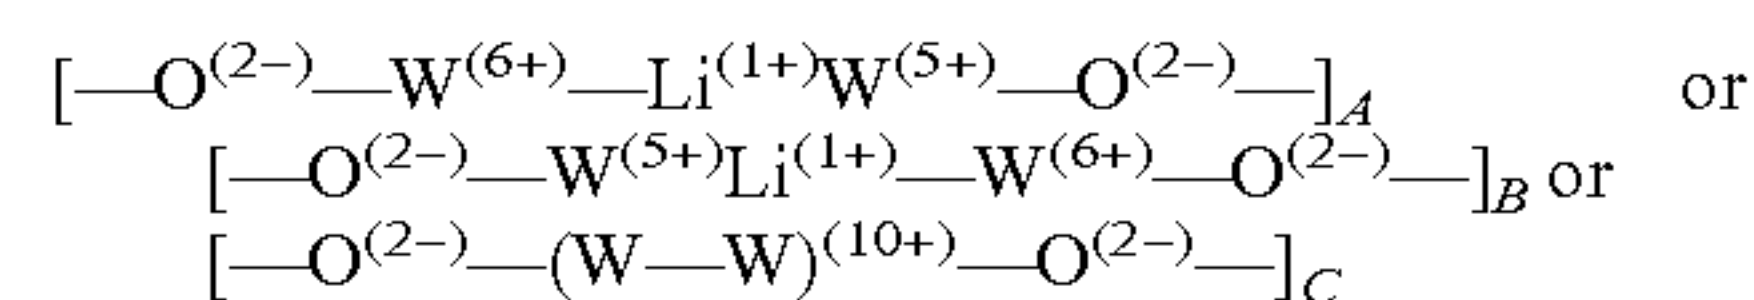 [—O(2−)—W(6+)—Li(1+)W(5+)—O(2−)—]A or
[—O(2−)—W(5+)Li(1+)—W(6+)—O(2−)—]B or
[—O(2−)—(W—W)(10+)—O(2−)—]C